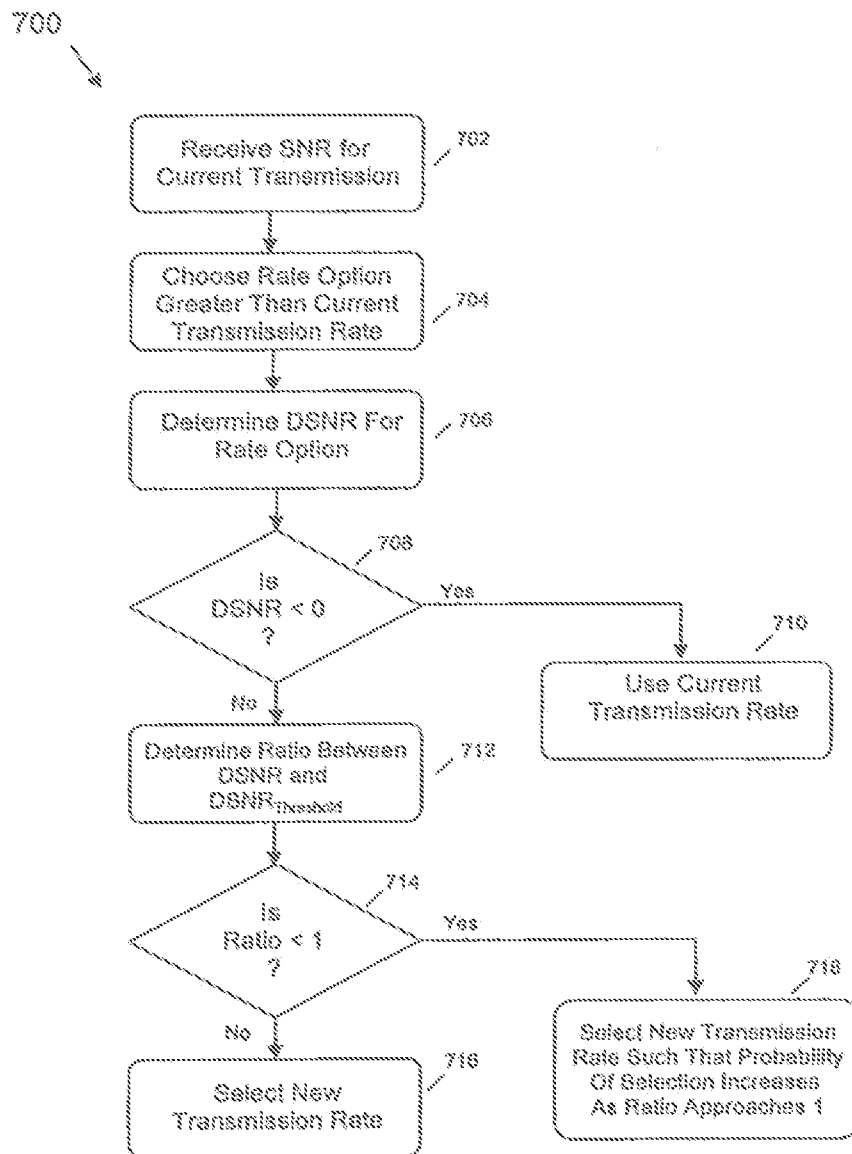 700
Receive SNR for
Current Transmission
702
Choose Rate Option
Greater Than Current
Transmission Rate
704
Determine DSNR For
Rate Option
706
Is
DSNR < 0
?
708
Yes
710
Use Current
Transmission Rate
No
Determine Ratio Between
DSNR and
DSNRThreshold
712
Is
Ratio < 1
?
714
Yes
718
Select New Transmission
Rate Such That Probability
Of Selection Increases
As Ratio Approaches 1
No
Select New
Transmission Rate
716